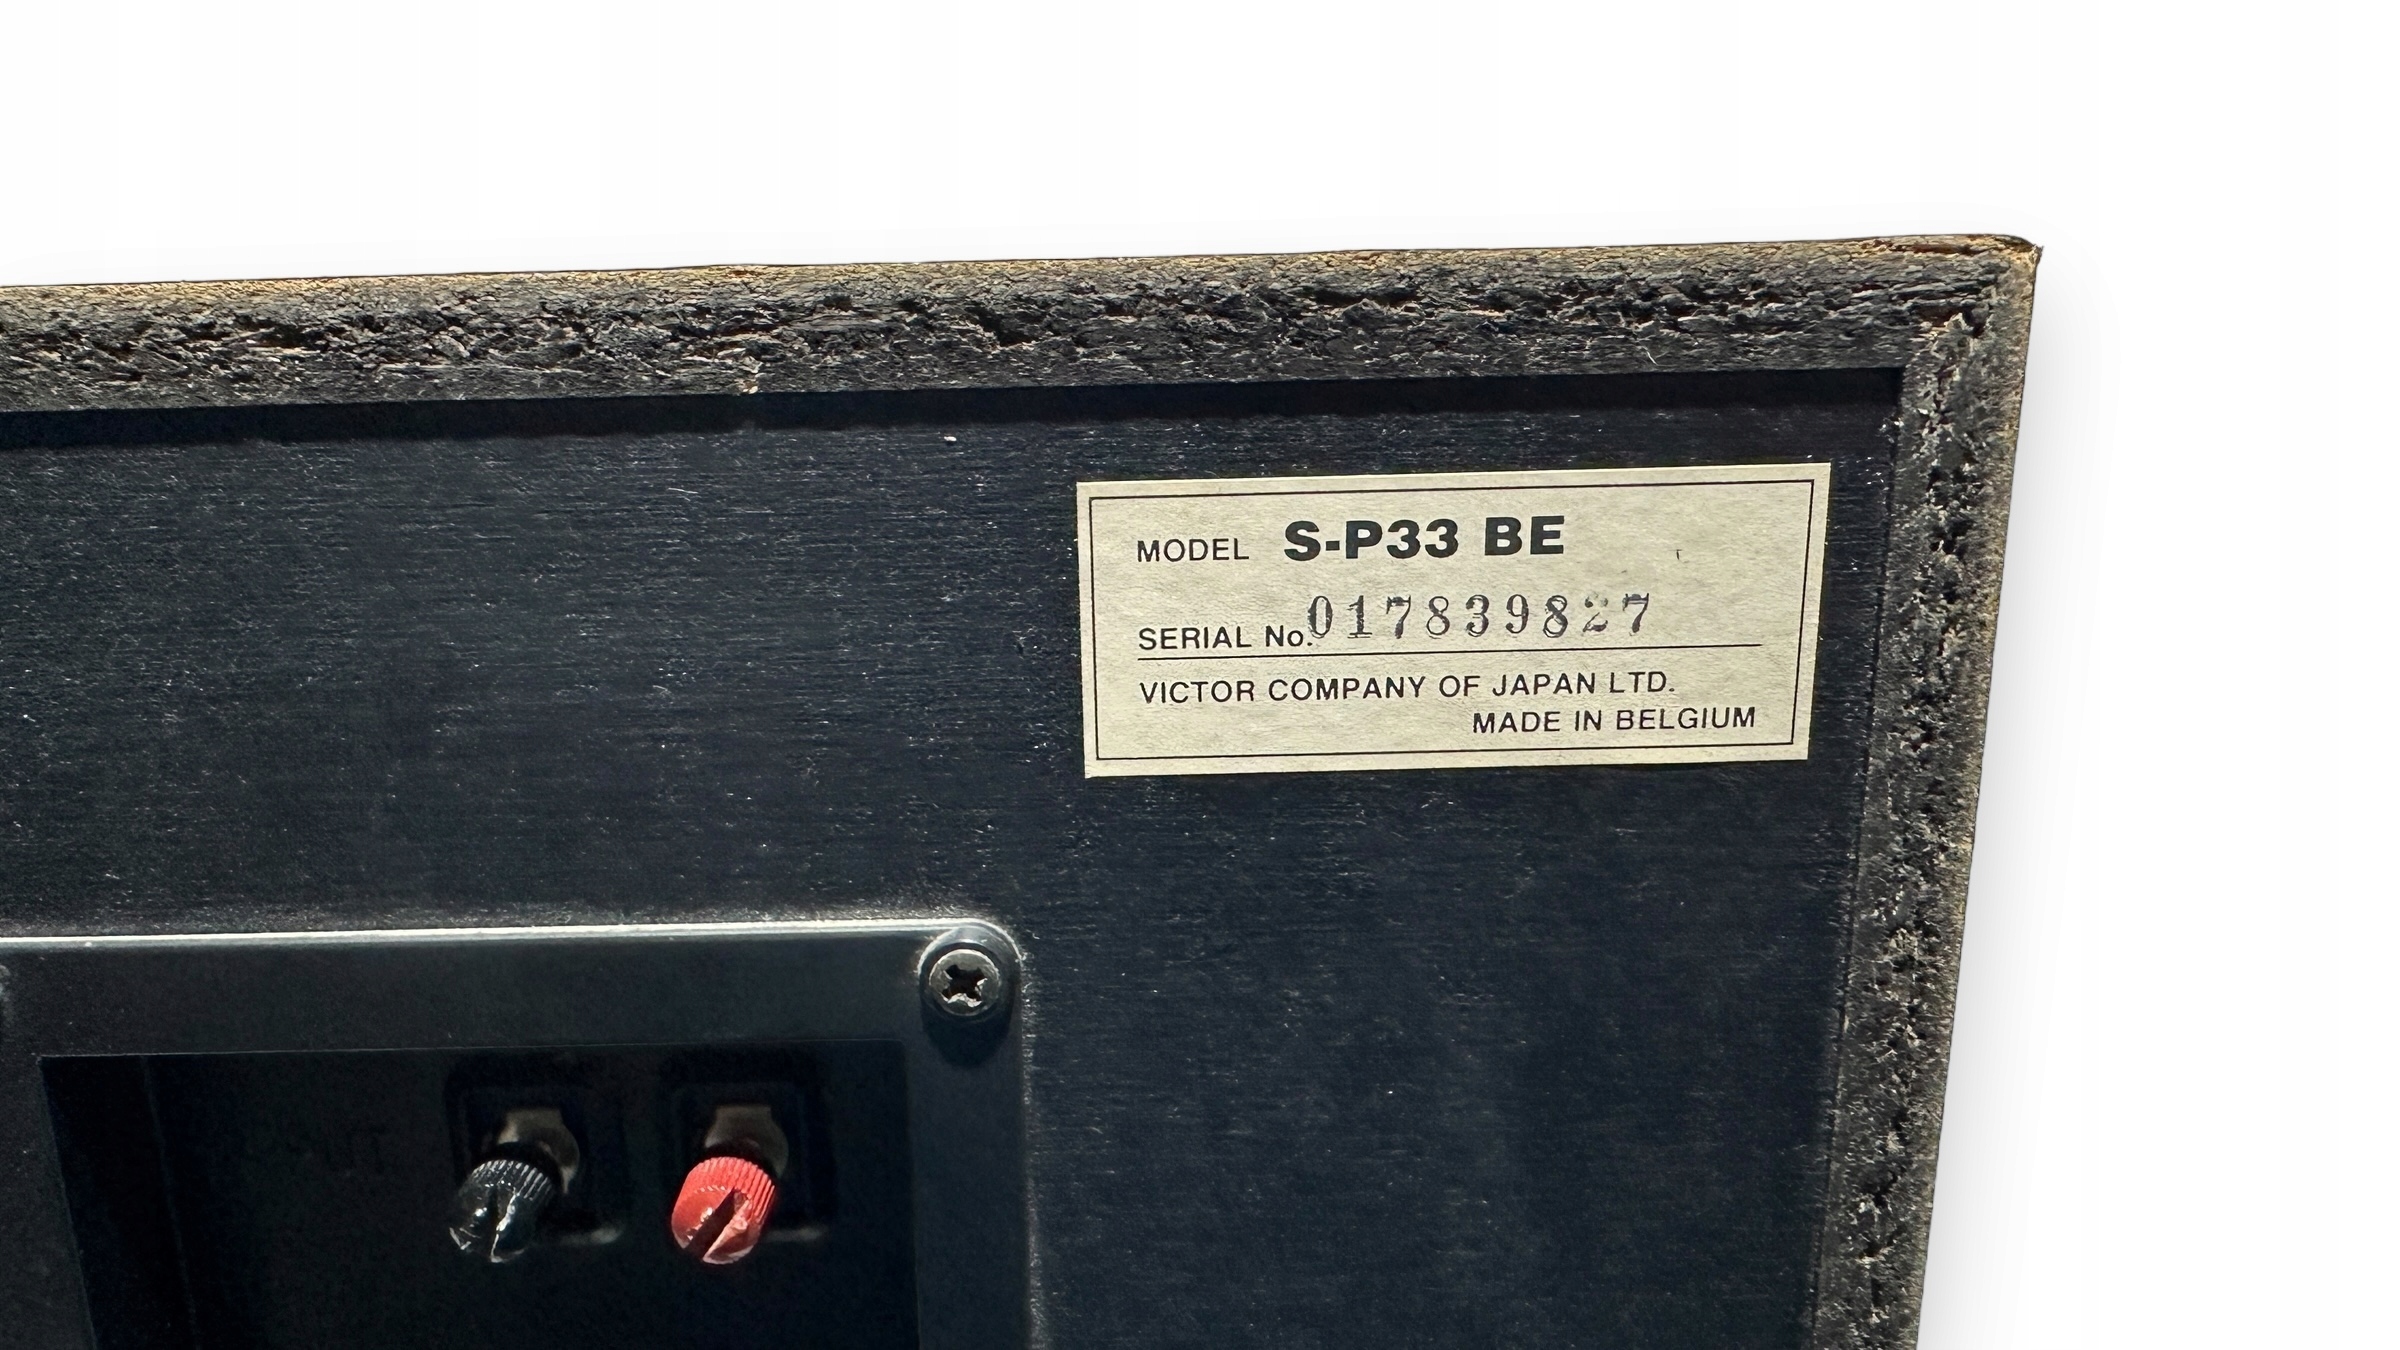 MODEL S-P33 BE
SERIAL No. 017839827
VICTOR COMPANY OF JAPAN LTD.
MADE IN BELGIUM